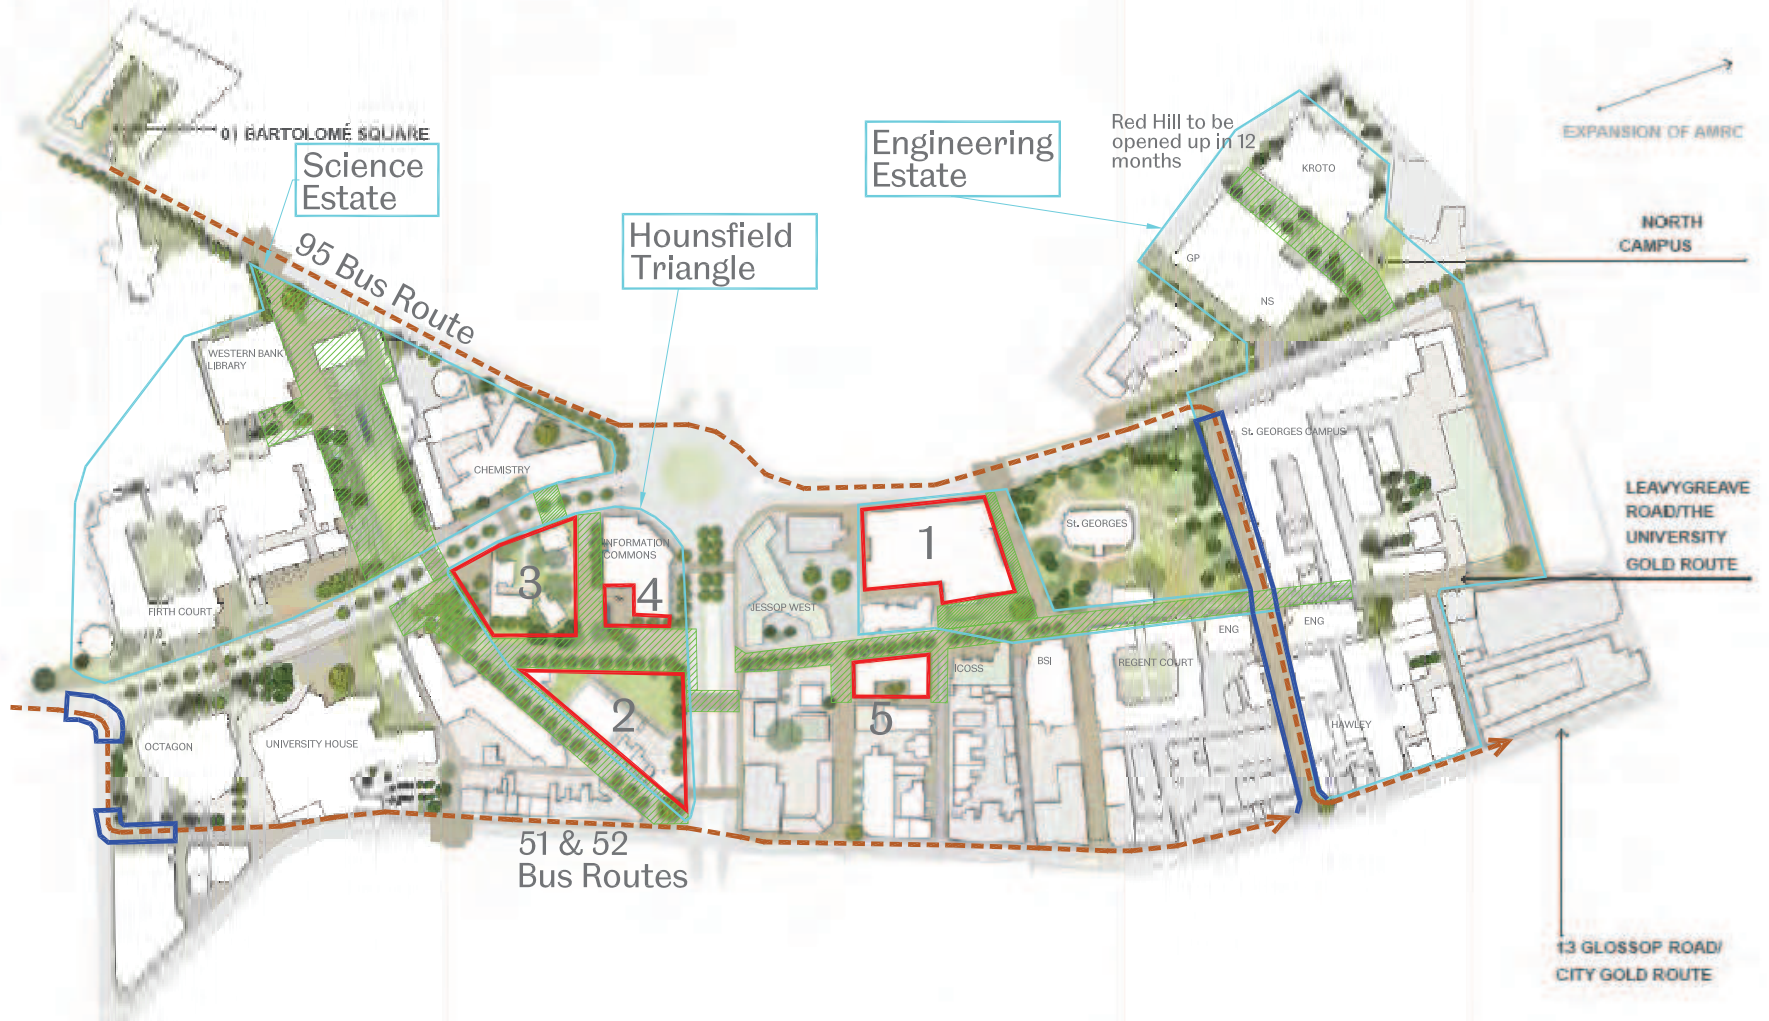 01 BARTOLOMÉ SQUARE
Science
Estate
95 Bus Route
Hounsfield
Triangle
Engineering
Estate
Red Hill to be
opened up in 12
months
EXPANSION OF AMRC
KROTO
NORTH
CAMPUS
GP
NS
WESTERN BANK
LIBRARY
CHEMISTRY
St. GEORGES CAMPUS
LEAVYGREAVE
ROAD/THE
UNIVERSITY
GOLD ROUTE
St. GEORGES
INFORMATION
COMMONS
1
3
4
JESSOP WEST
FIRTH COURT
ENG
ENG
ICOSS
BSI
REGENT COURT
2
5
HAWLEY
OCTAGON
UNIVERSITY HOUSE
51 & 52
Bus Routes
13 GLOSSOP ROAD/
CITY GOLD ROUTE